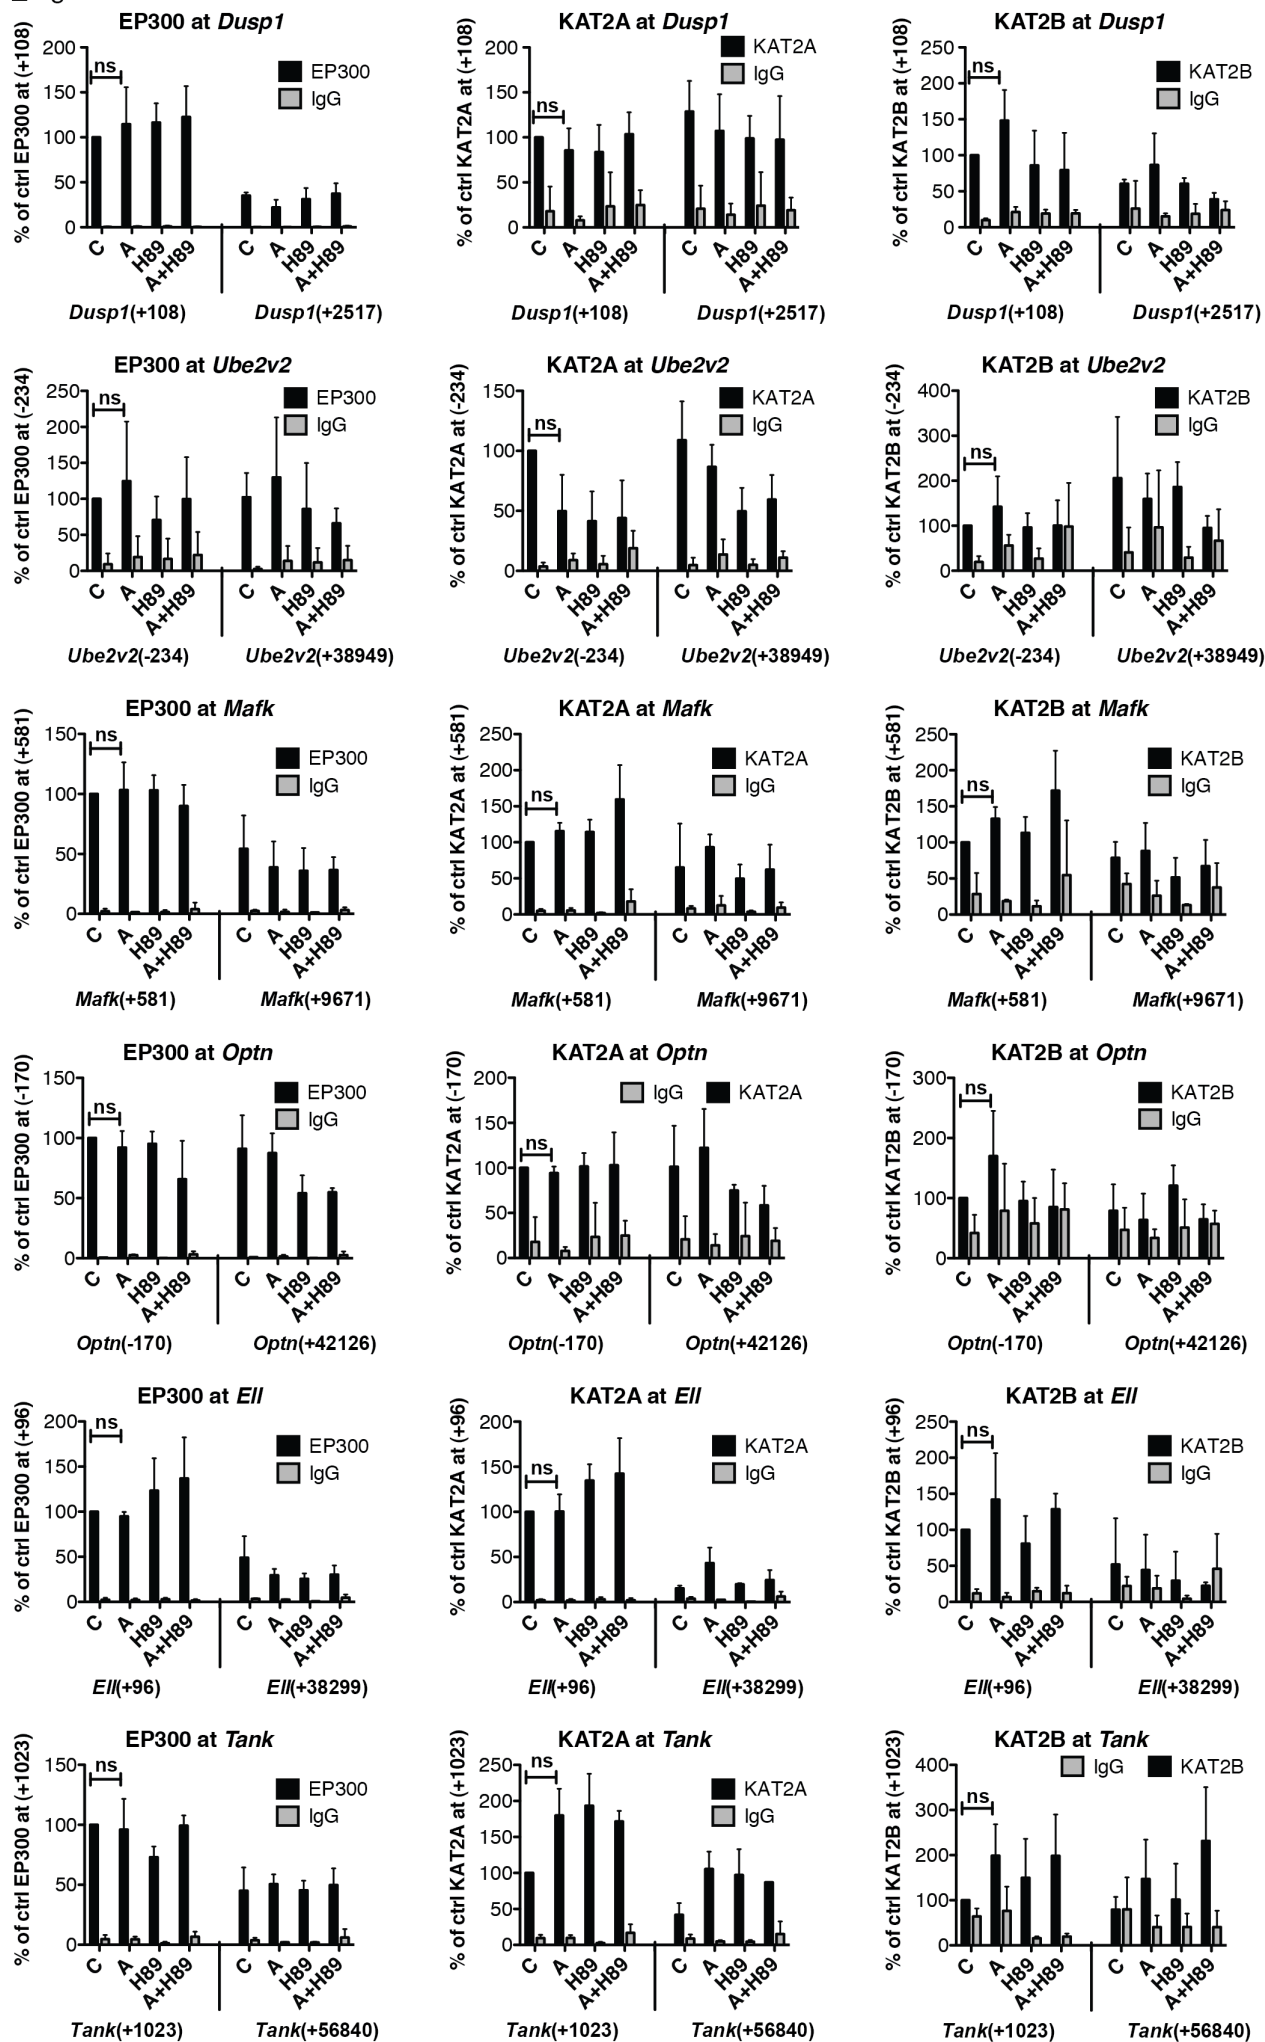 EP300 at Dusp1
% of ctrl EP300 at (+108)
200
150
100
50
0
ns
EP300
IgG
C A H89 A+H89 C A H89 A+H89
Dusp1(+108) Dusp1(+2517)
KAT2A at Dusp1
% of ctrl KAT2A at (+108)
200
150
100
50
0
ns
KAT2A
IgG
C A H89 A+H89 C A H89 A+H89
Dusp1(+108) Dusp1(+2517)
KAT2B at Dusp1
% of ctrl KAT2B at (+108)
250
200
150
100
50
0
ns
KAT2B
IgG
C A H89 A+H89 C A H89 A+H89
Dusp1(+108) Dusp1(+2517)
EP300 at Ube2v2
% of ctrl EP300 at (-234)
250
200
150
100
50
0
ns
EP300
IgG
C A H89 A+H89 C A H89 A+H89
Ube2v2(-234) Ube2v2(+38949)
KAT2A at Ube2v2
% of ctrl KAT2A at (-234)
150
100
50
0
ns
KAT2A
IgG
C A H89 A+H89 C A H89 A+H89
Ube2v2(-234) Ube2v2(+38949)
KAT2B at Ube2v2
% of ctrl KAT2B at (-234)
400
300
200
100
0
ns
KAT2B
IgG
C A H89 A+H89 C A H89 A+H89
Ube2v2(-234) Ube2v2(+38949)
EP300 at Mafk
% of ctrl EP300 at (+581)
150
100
50
0
ns
EP300
IgG
C A H89 A+H89 C A H89 A+H89
Mafk(+581) Mafk(+9671)
KAT2A at Mafk
% of ctrl KAT2A at (+581)
250
200
150
100
50
0
ns
KAT2A
IgG
C A H89 A+H89 C A H89 A+H89
Mafk(+581) Mafk(+9671)
KAT2B at Mafk
% of ctrl KAT2B at (+581)
250
200
150
100
50
0
ns
KAT2B
IgG
C A H89 A+H89 C A H89 A+H89
Mafk(+581) Mafk(+9671)
EP300 at Optn
% of ctrl EP300 at (-170)
150
100
50
0
ns
EP300
IgG
C A H89 A+H89 C A H89 A+H89
Optn(-170) Optn(+42126)
KAT2A at Optn
% of ctrl KAT2A at (-170)
200
150
100
50
0
ns
IgG KAT2A
C A H89 A+H89 C A H89 A+H89
Optn(-170) Optn(+42126)
KAT2B at Optn
% of ctrl KAT2B at (-170)
300
200
100
0
ns
KAT2B
IgG
C A H89 A+H89 C A H89 A+H89
Optn(-170) Optn(+42126)
EP300 at Ell
% of ctrl EP300 at (+96)
200
150
100
50
0
ns
EP300
IgG
C A H89 A+H89 C A H89 A+H89
Ell(+96) Ell(+38299)
KAT2A at Ell
% of ctrl KAT2A at (+96)
200
150
100
50
0
ns
KAT2A
IgG
C A H89 A+H89 C A H89 A+H89
Ell(+96) Ell(+38299)
KAT2B at Ell
% of ctrl KAT2B at (+96)
250
200
150
100
50
0
ns
KAT2B
IgG
C A H89 A+H89 C A H89 A+H89
Ell(+96) Ell(+38299)
EP300 at Tank
% of ctrl EP300 at (+1023)
150
100
50
0
ns
EP300
IgG
C A H89 A+H89 C A H89 A+H89
Tank(+1023) Tank(+56840)
KAT2A at Tank
% of ctrl KAT2A at (+1023)
250
200
150
100
50
0
ns
KAT2A
IgG
C A H89 A+H89 C A H89 A+H89
Tank(+1023) Tank(+56840)
KAT2B at Tank
% of ctrl KAT2B at (+1023)
400
300
200
100
0
ns
IgG KAT2B
C A H89 A+H89 C A H89 A+H89
Tank(+1023) Tank(+56840)